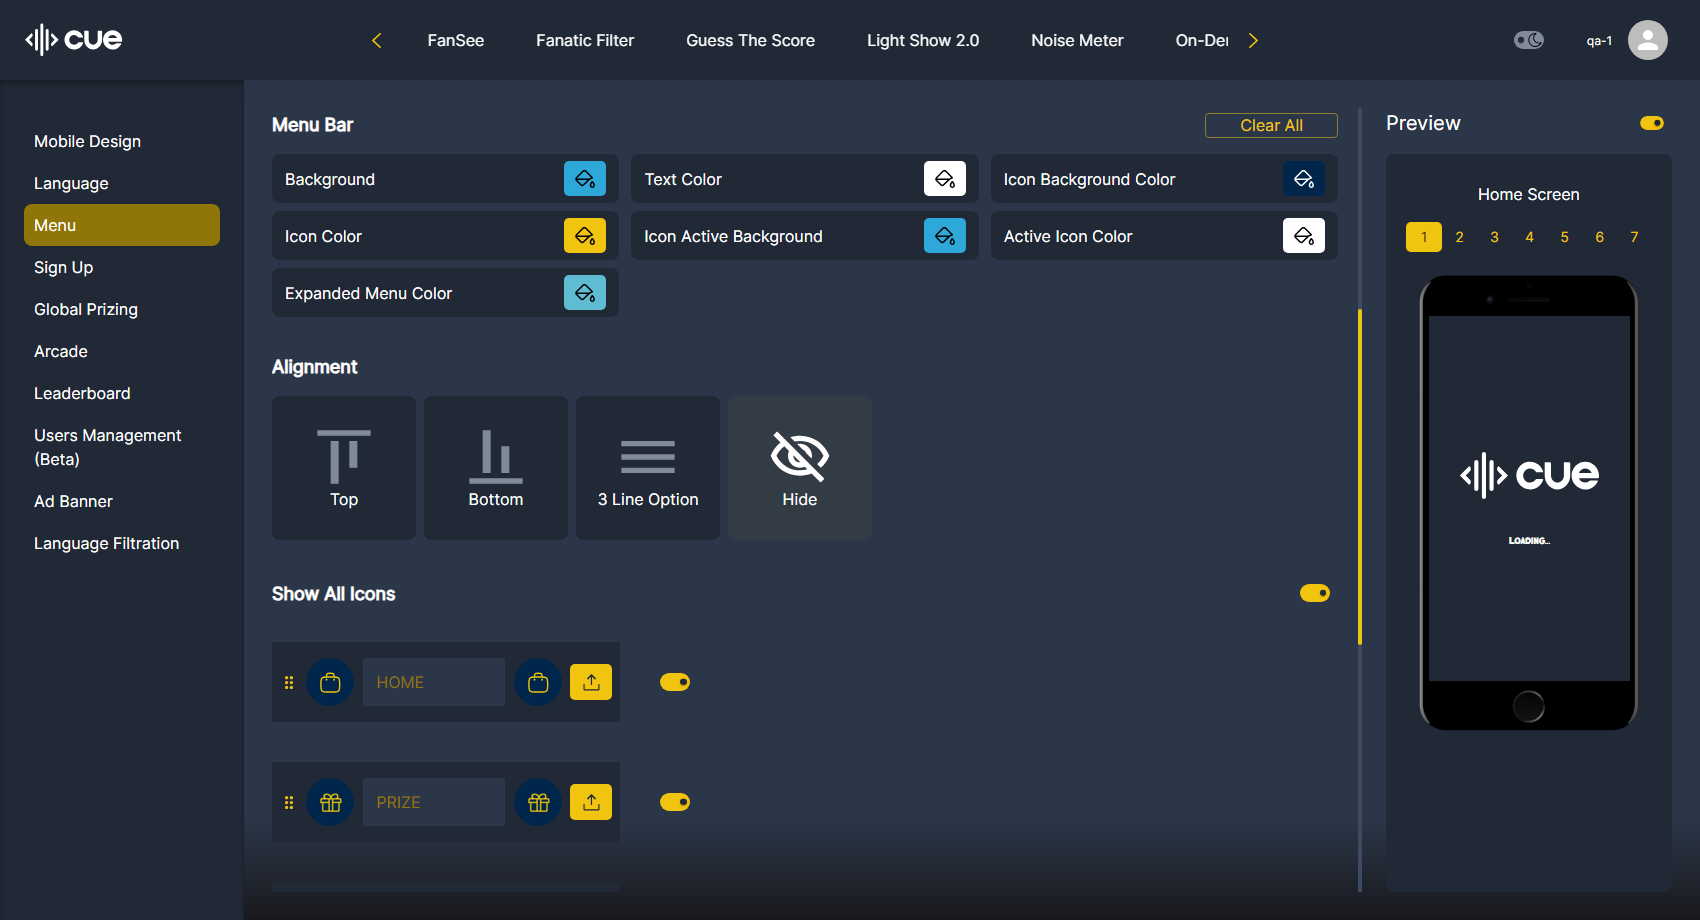 cue
FanSee
Fanatic Filter
Guess The Score
Light Show 2.0
Noise Meter
On-Der
qa-1
Mobile Design
Language
Menu
Sign Up
Global Prizing
Arcade
Leaderboard
Users Management
(Beta)
Ad Banner
Language Filtration
Menu Bar
Clear All
Background
Text Color
Icon Background Color
Icon Color
Icon Active Background
Active Icon Color
Expanded Menu Color
Alignment
Top
Bottom
3 Line Option
Hide
Show All Icons
HOME
PRIZE
Preview
Home Screen
1 2 3 4 5 6 7
cue
LOADING...